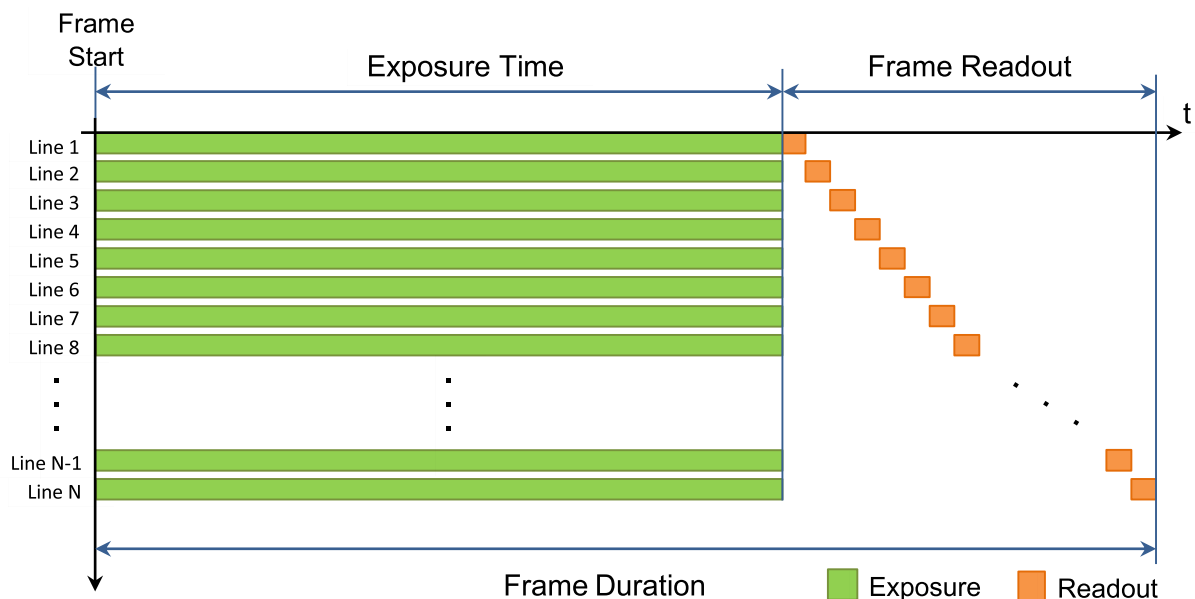 Frame
Start
Exposure Time
Frame Readout
t
Line 1
Line 2
Line 3
Line 4
Line 5
Line 6
Line 7
Line 8
Line N-1
Line N
Frame Duration
Exposure
Readout